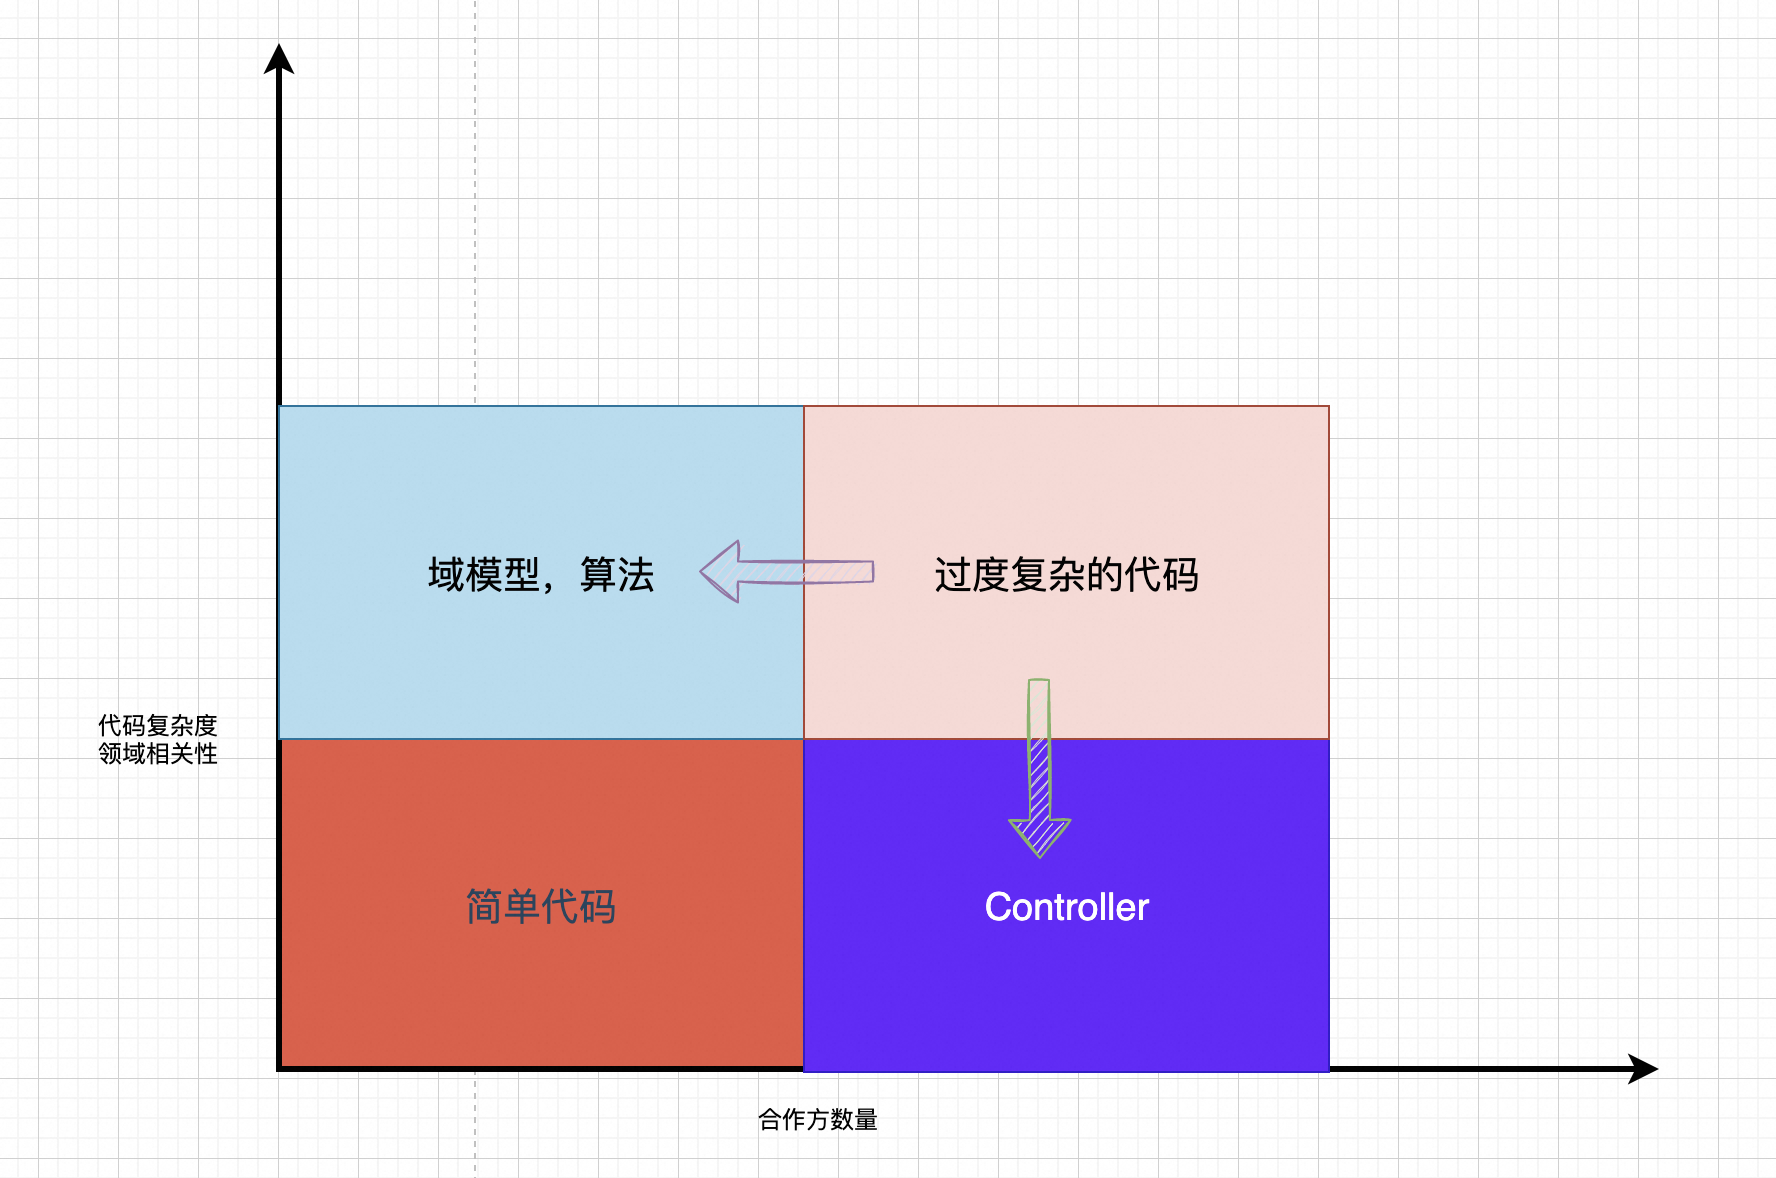 域模型，算法
过度复杂的代码
代码复杂度
领域相关性
简单代码
Controller
合作方数量